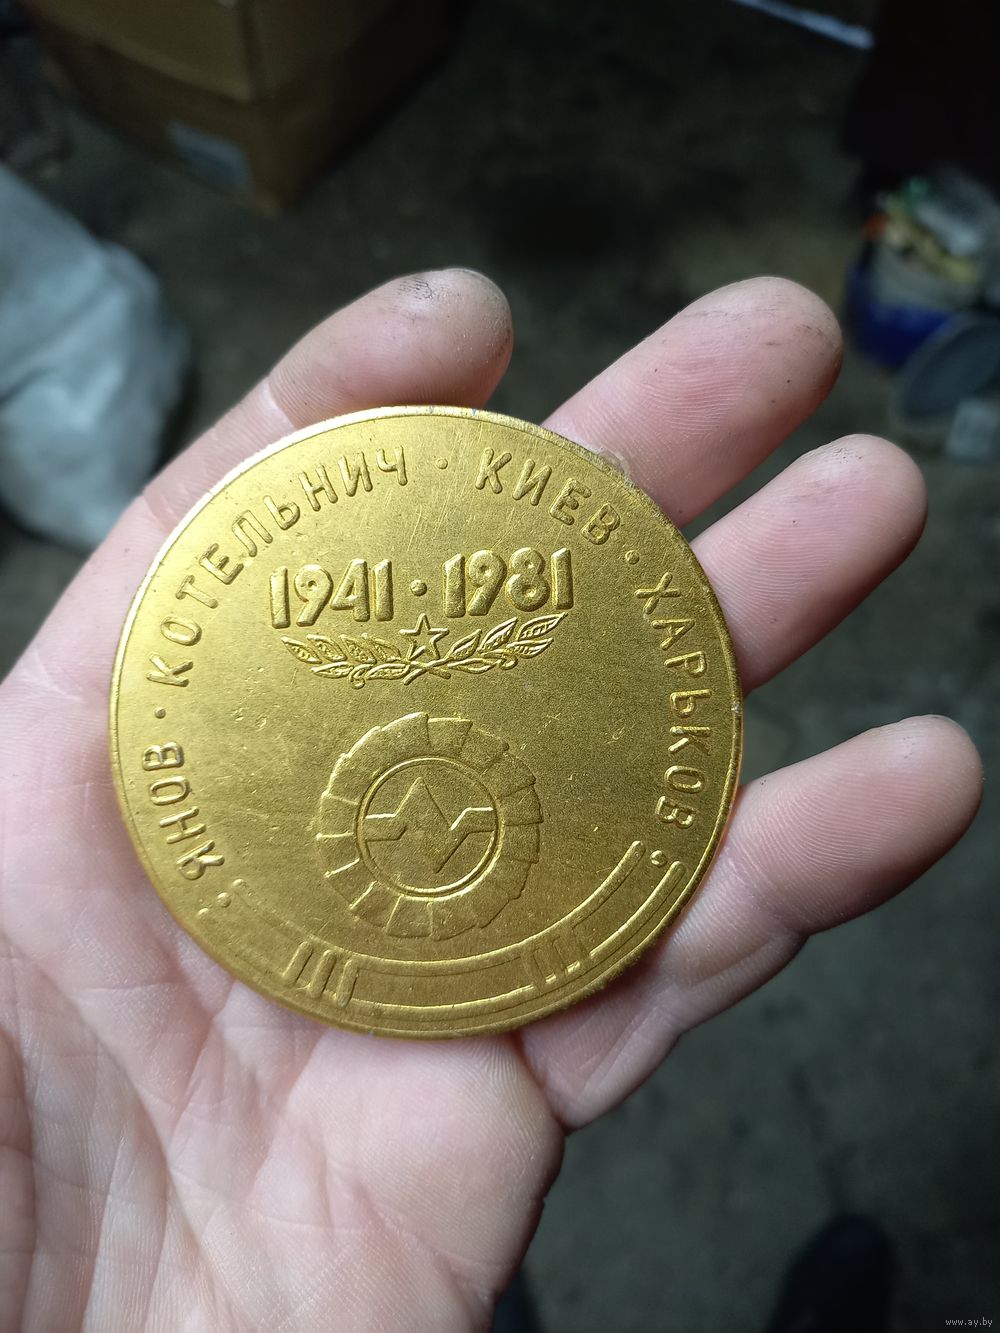 ЯНОВ · КОТЕЛЬНИЧ · КИЕВ · ХАРЬКОВ
1941 · 1981
www.ay.by